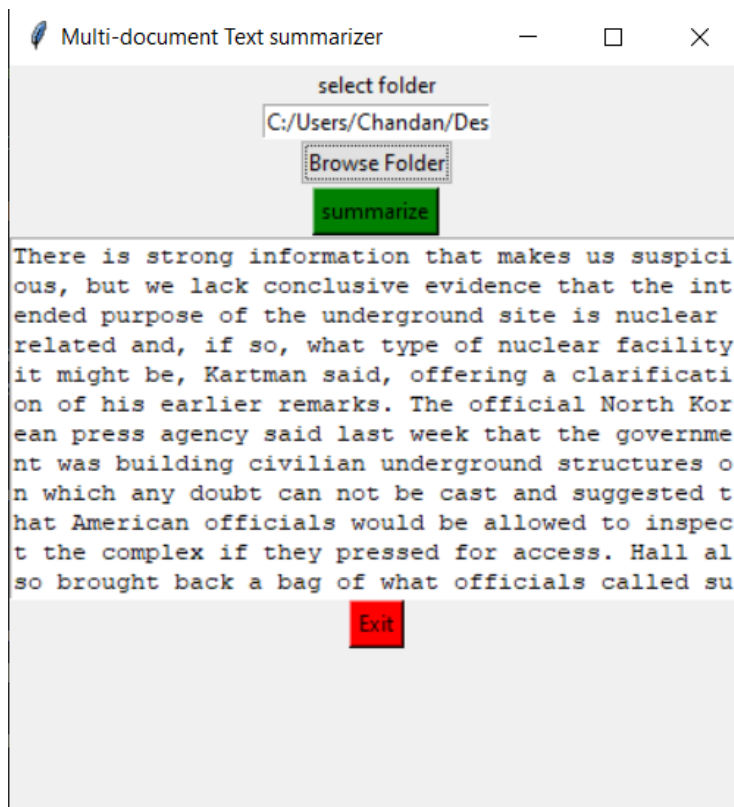 Multi-document Text summarizer
select folder
C:/Users/Chandan/Des
Browse Folder
summarize
There is strong information that makes us suspici
ous, but we lack conclusive evidence that the int
ended purpose of the underground site is nuclear
related and, if so, what type of nuclear facility
it might be, Kartman said, offering a clarificati
on of his earlier remarks. The official North Kor
ean press agency said last week that the governme
nt was building civilian underground structures o
n which any doubt can not be cast and suggested t
hat American officials would be allowed to inspec
t the complex if they pressed for access. Hall al
so brought back a bag of what officials called su
Exit